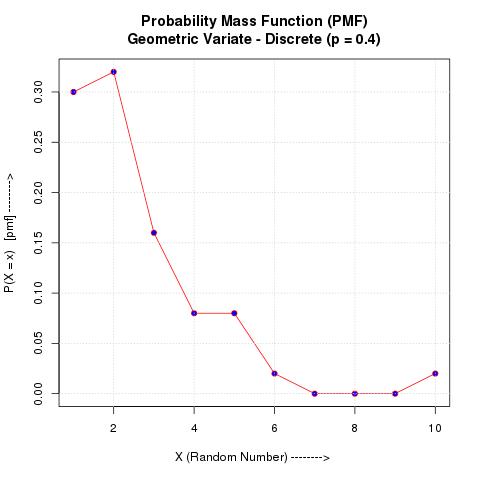 Probability Mass Function (PMF)
Geometric Variate - Discrete (p = 0.4)
P(X = x) [pmf] -------->
0.30
0.25
0.20
0.15
0.10
0.05
0.00
2 4 6 8 10
X (Random Number) -------->